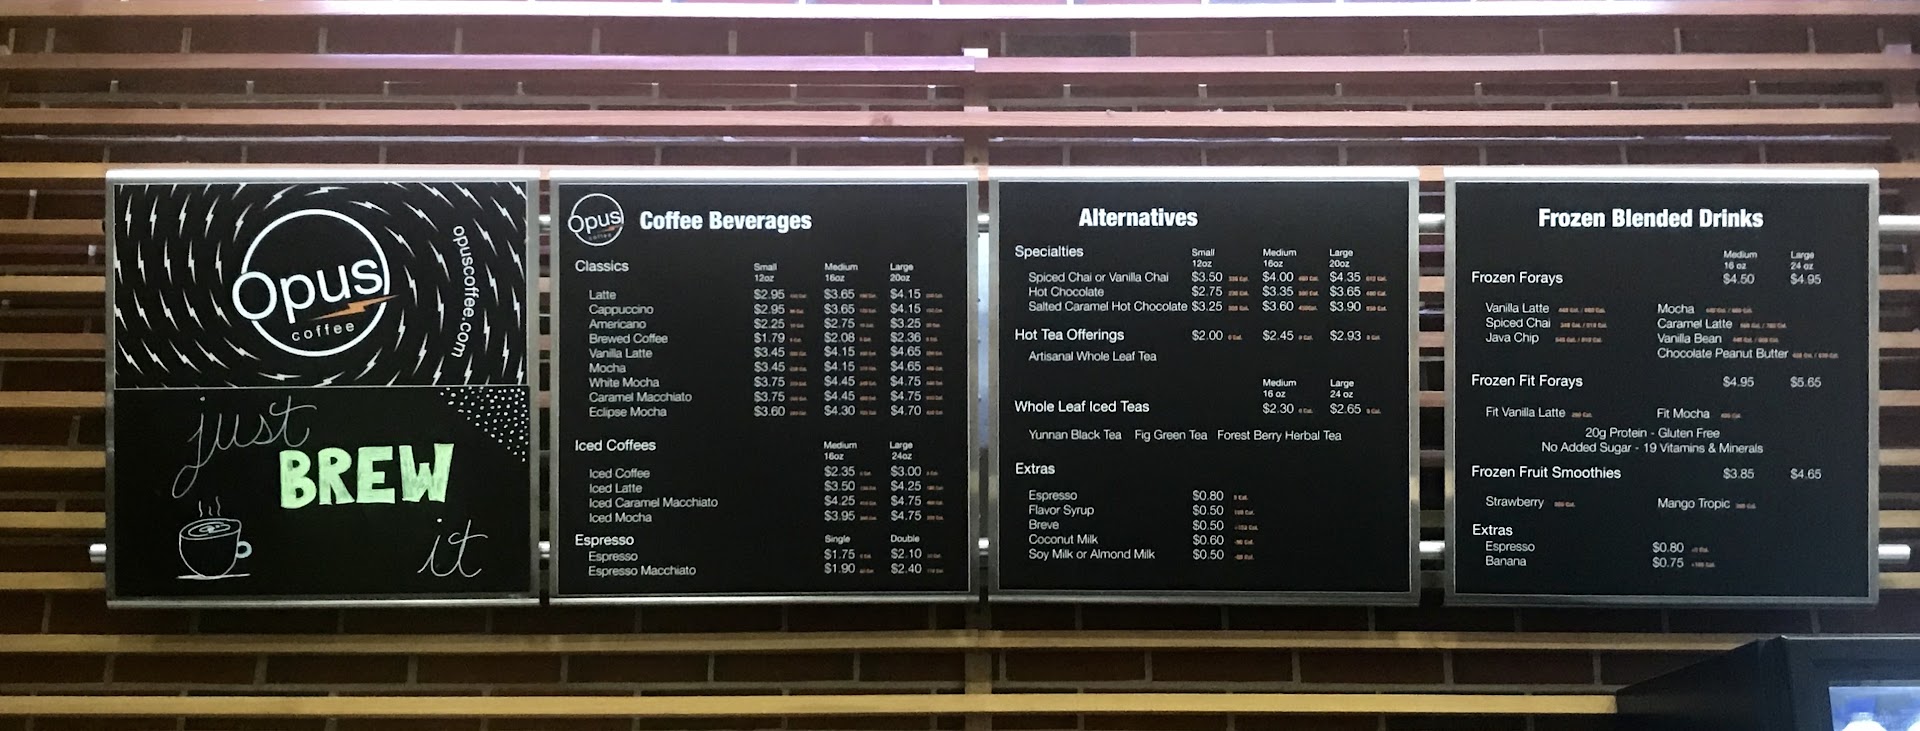 Opus
coffee
opuscoffee.com
just
BREW
it
Opus
coffee
Coffee Beverages
Classics Small Medium Large
12oz 16oz 20oz
Latte $2.95 $3.65 $4.15
Cappuccino $2.95 $3.65 $4.15
Americano $2.25 $2.75 $3.25
Brewed Coffee $1.79 $2.08 $2.36
Vanilla Latte $3.45 $4.15 $4.65
Mocha $3.45 $4.15 $4.65
White Mocha $3.75 $4.45 $4.75
Caramel Macchiato $3.75 $4.45 $4.75
Eclipse Mocha $3.60 $4.30 $4.70
Iced Coffees Medium Large
16oz 24oz
Iced Coffee $2.35 $3.00
Iced Latte $3.50 $4.25
Iced Caramel Macchiato $4.25 $4.75
Iced Mocha $3.95 $4.75
Espresso Single Double
Espresso $1.75 $2.10
Espresso Macchiato $1.90 $2.40
Alternatives
Specialties Small Medium Large
12oz 16oz 20oz
Spiced Chai or Vanilla Chai $3.50 $4.00 $4.35
Hot Chocolate $2.75 $3.35 $3.65
Salted Caramel Hot Chocolate $3.25 $3.60 $3.90
Hot Tea Offerings $2.00 $2.45 $2.93
Artisanal Whole Leaf Tea
Medium Large
16 oz 24 oz
Whole Leaf Iced Teas $2.30 $2.65
Yunnan Black Tea Fig Green Tea Forest Berry Herbal Tea
Extras
Espresso $0.80
Flavor Syrup $0.50
Breve $0.50
Coconut Milk $0.60
Soy Milk or Almond Milk $0.50
Frozen Blended Drinks
Medium Large
16 oz 24 oz
Frozen Forays $4.50 $4.95
Vanilla Latte Mocha
Spiced Chai Caramel Latte
Java Chip Vanilla Bean
Chocolate Peanut Butter
Frozen Fit Forays $4.95 $5.65
Fit Vanilla Latte Fit Mocha
20g Protein - Gluten Free
No Added Sugar - 19 Vitamins & Minerals
Frozen Fruit Smoothies $3.85 $4.65
Strawberry Mango Tropic
Extras
Espresso $0.80
Banana $0.75